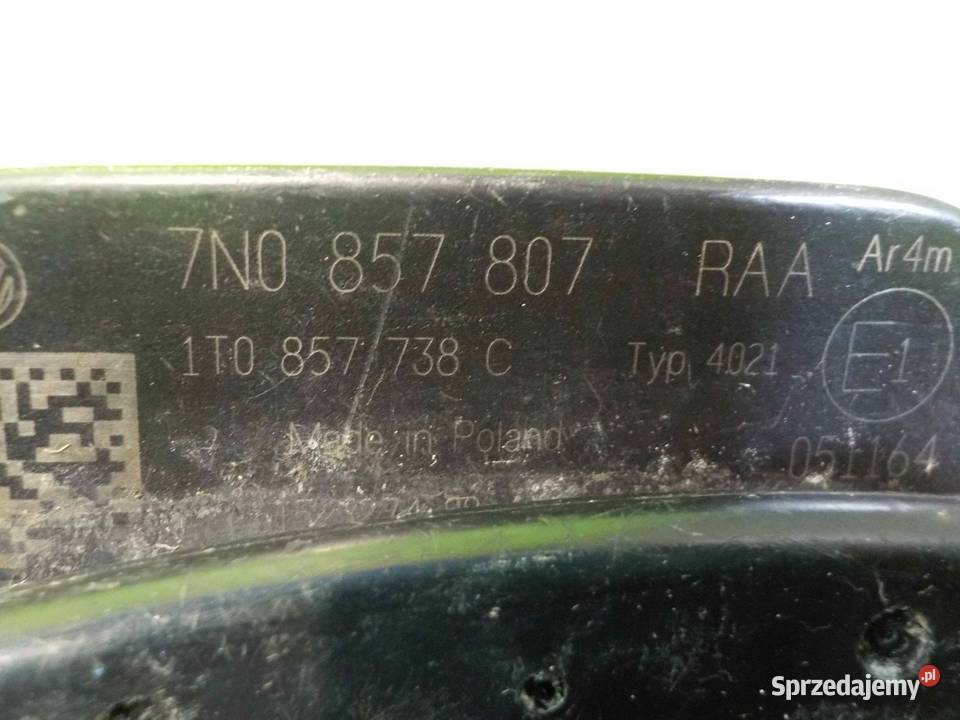 7N0 857 807 RAA Ar4m
1T0 857 738 C Typ 4021 E1
Made in Poland
051164
Sprzedajemy.pl